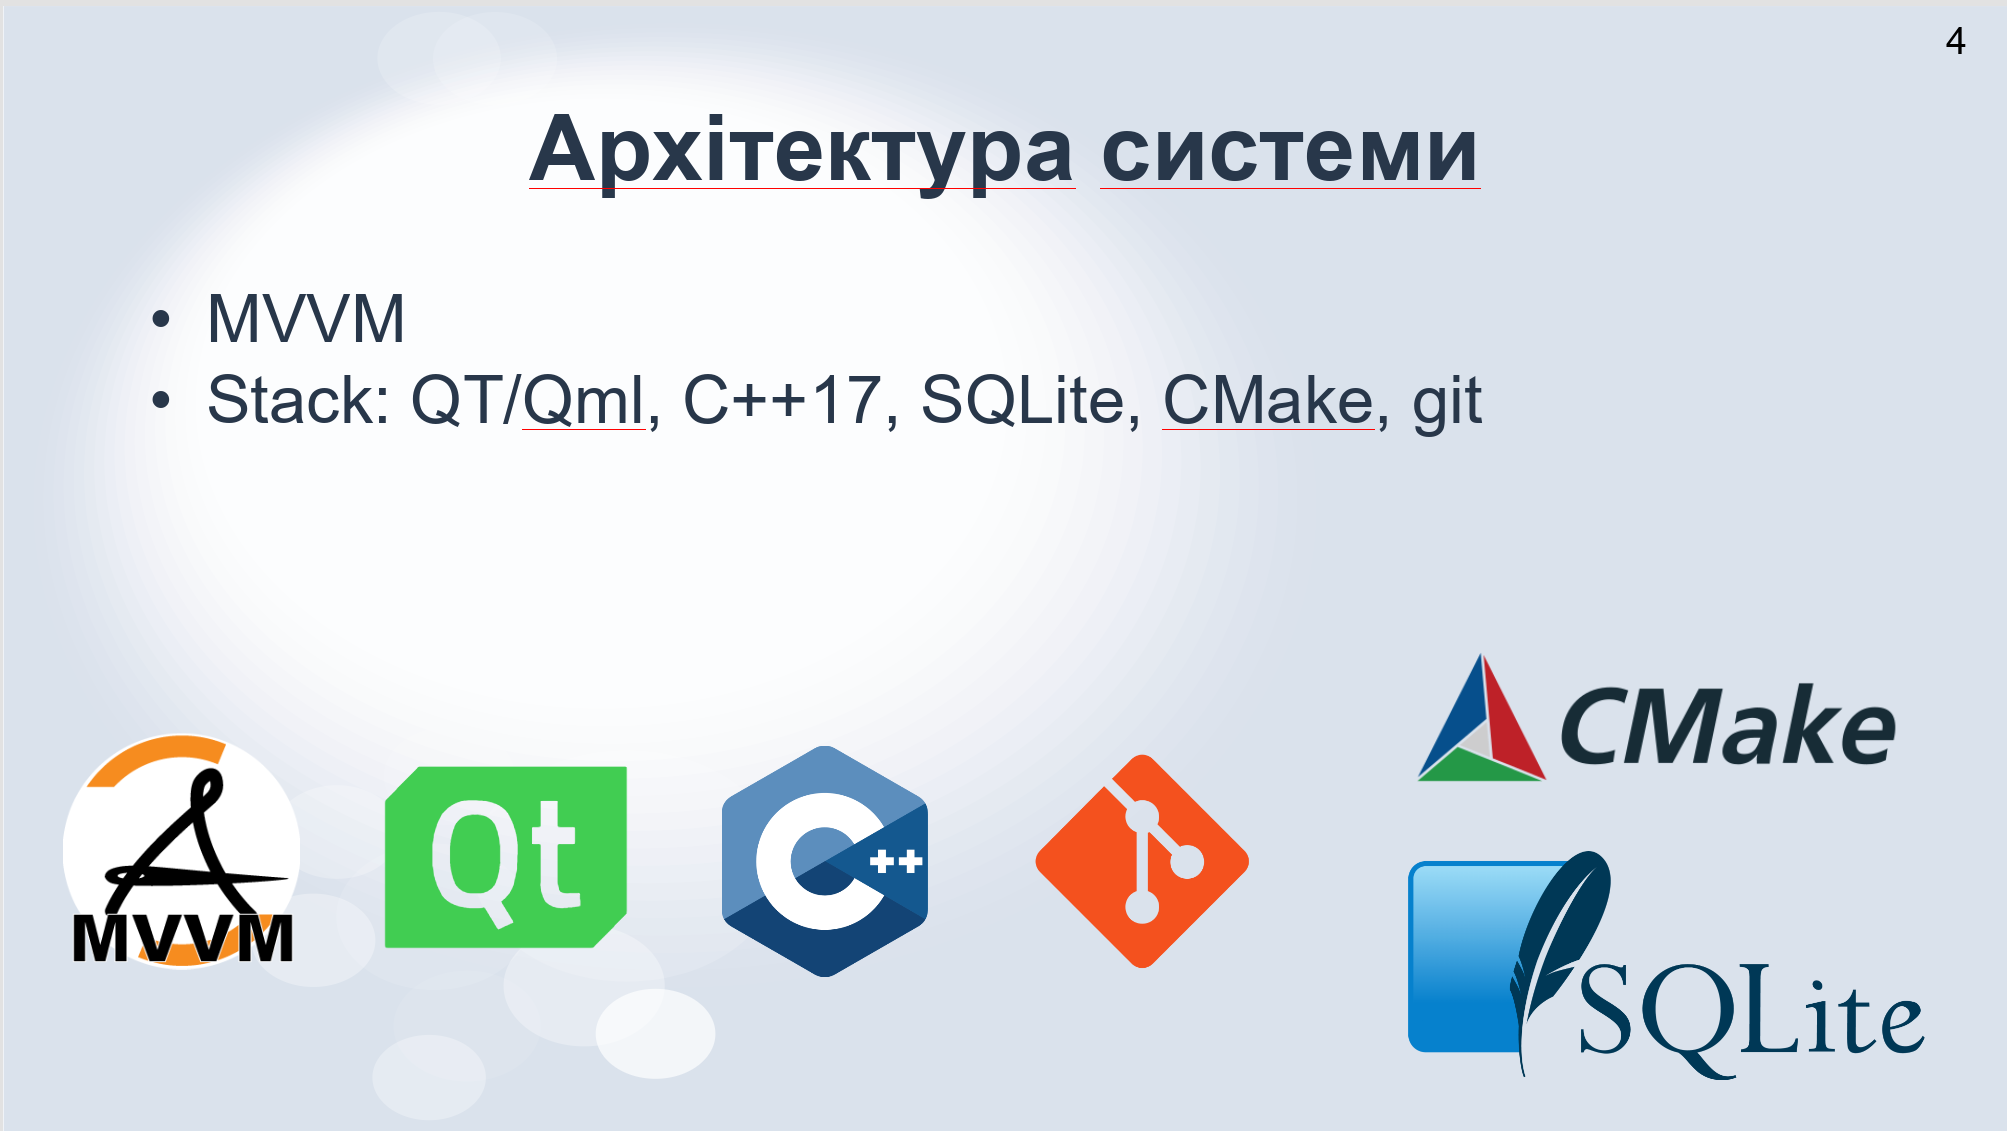 4
Архітектура системи
• MVVM
• Stack: QT/Qml, C++17, SQLite, CMake, git
CMake
MVVM
Qt
C++
SQLite